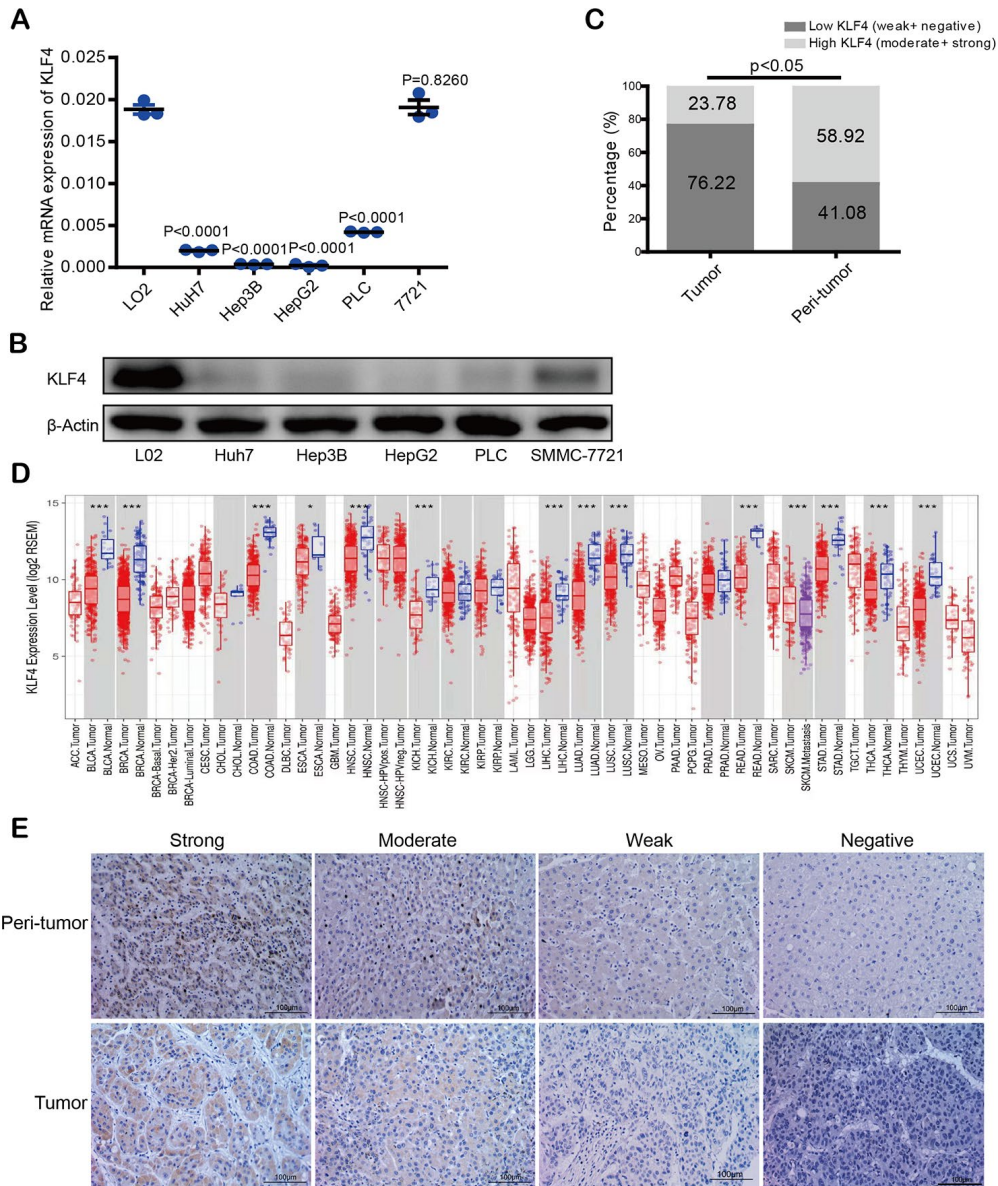 A
Relative mRNA expression of KLF4
0.025
0.020
0.015
0.010
0.005
0.000
P<0.0001
P<0.0001
P<0.0001
P<0.0001
P=0.8260
LO2
HuH7
Hep3B
HepG2
PLC
7721
C
Low KLF4 (weak+ negative)
High KLF4 (moderate+ strong)
p<0.05
Percentage (%)
100
80
60
40
20
0
23.78
76.22
58.92
41.08
Tumor
Peri-tumor
B
KLF4
β-Actin
L02 Huh7 Hep3B HepG2 PLC SMMC-7721
D
KLF4 Expression Level (log2 RSEM)
15
10
5
*** *** *** * *** *** *** *** *** *** *** *** *** ***
ACC.Tumor
BLCA.Tumor
BLCA.Normal
BRCA.Tumor
BRCA.Normal
BRCA-Basal.Tumor
BRCA-Her2.Tumor
BRCA-Luminal.Tumor
CESC.Tumor
CHOL.Tumor
CHOL.Normal
COAD.Tumor
COAD.Normal
DLBC.Tumor
ESCA.Tumor
ESCA.Normal
GBM.Tumor
HNSC.Tumor
HNSC.Normal
HNSC-HPVpos.Tumor
HNSC-HPVneg.Tumor
KICH.Tumor
KICH.Normal
KIRC.Tumor
KIRC.Normal
KIRP.Tumor
KIRP.Normal
LAML.Tumor
LGG.Tumor
LIHC.Tumor
LIHC.Normal
LUAD.Tumor
LUAD.Normal
LUSC.Tumor
LUSC.Normal
MESO.Tumor
OV.Tumor
PAAD.Tumor
PCPG.Tumor
PRAD.Tumor
PRAD.Normal
READ.Tumor
READ.Normal
SARC.Tumor
SKCM.Tumor
SKCM.Metastasis
STAD.Tumor
STAD.Normal
TGCT.Tumor
THCA.Tumor
THCA.Normal
THYM.Tumor
UCEC.Tumor
UCEC.Normal
UCS.Tumor
UVM.Tumor
E
Strong Moderate Weak Negative
Peri-tumor
100μm 100μm 100μm 100μm
Tumor
100μm 100μm 100μm 100μm